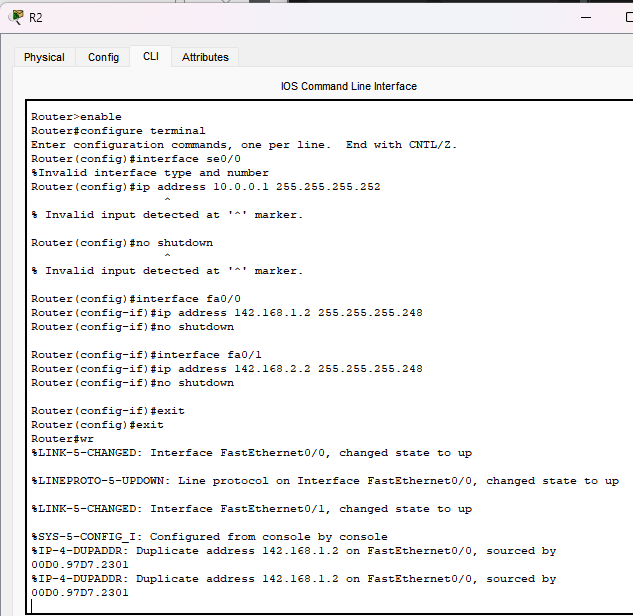 R2
Physical Config CLI Attributes
IOS Command Line Interface
Router>enable
Router#configure terminal
Enter configuration commands, one per line.  End with CNTL/Z.
Router(config)#interface se0/0
%Invalid interface type and number
Router(config)#ip address 10.0.0.1 255.255.255.252
^
% Invalid input detected at '^' marker.
Router(config)#no shutdown
^
% Invalid input detected at '^' marker.
Router(config)#interface fa0/0
Router(config-if)#ip address 142.168.1.2 255.255.255.248
Router(config-if)#no shutdown
Router(config-if)#interface fa0/1
Router(config-if)#ip address 142.168.2.2 255.255.255.248
Router(config-if)#no shutdown
Router(config-if)#exit
Router(config)#exit
Router#wr
%LINK-5-CHANGED: Interface FastEthernet0/0, changed state to up
%LINEPROTO-5-UPDOWN: Line protocol on Interface FastEthernet0/0, changed state to up
%LINK-5-CHANGED: Interface FastEthernet0/1, changed state to up
%SYS-5-CONFIG_I: Configured from console by console
%IP-4-DUPADDR: Duplicate address 142.168.1.2 on FastEthernet0/0, sourced by
00D0.97D7.2301
%IP-4-DUPADDR: Duplicate address 142.168.1.2 on FastEthernet0/0, sourced by
00D0.97D7.2301